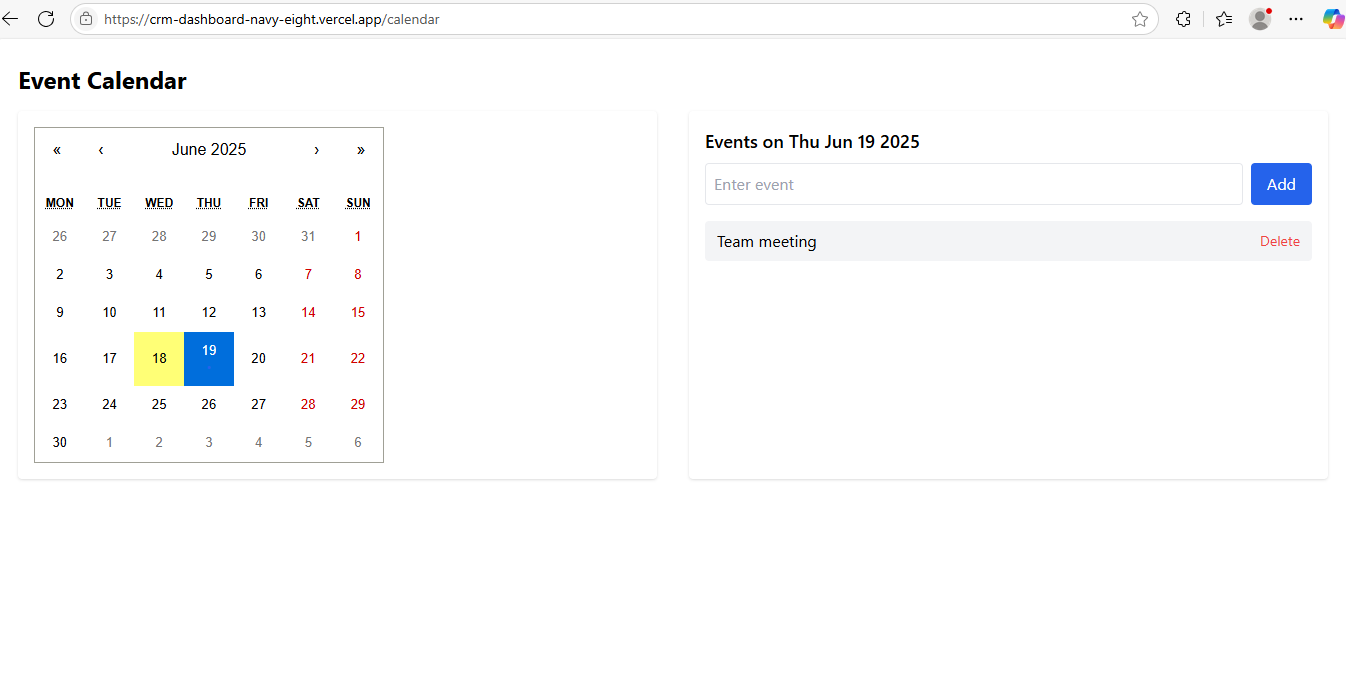 https://crm-dashboard-navy-eight.vercel.app/calendar
Event Calendar
« ‹ June 2025 › »
MON TUE WED THU FRI SAT SUN
26 27 28 29 30 31 1
2 3 4 5 6 7 8
9 10 11 12 13 14 15
16 17 18 19 20 21 22
23 24 25 26 27 28 29
30 1 2 3 4 5 6
Events on Thu Jun 19 2025
Enter event Add
Team meeting Delete